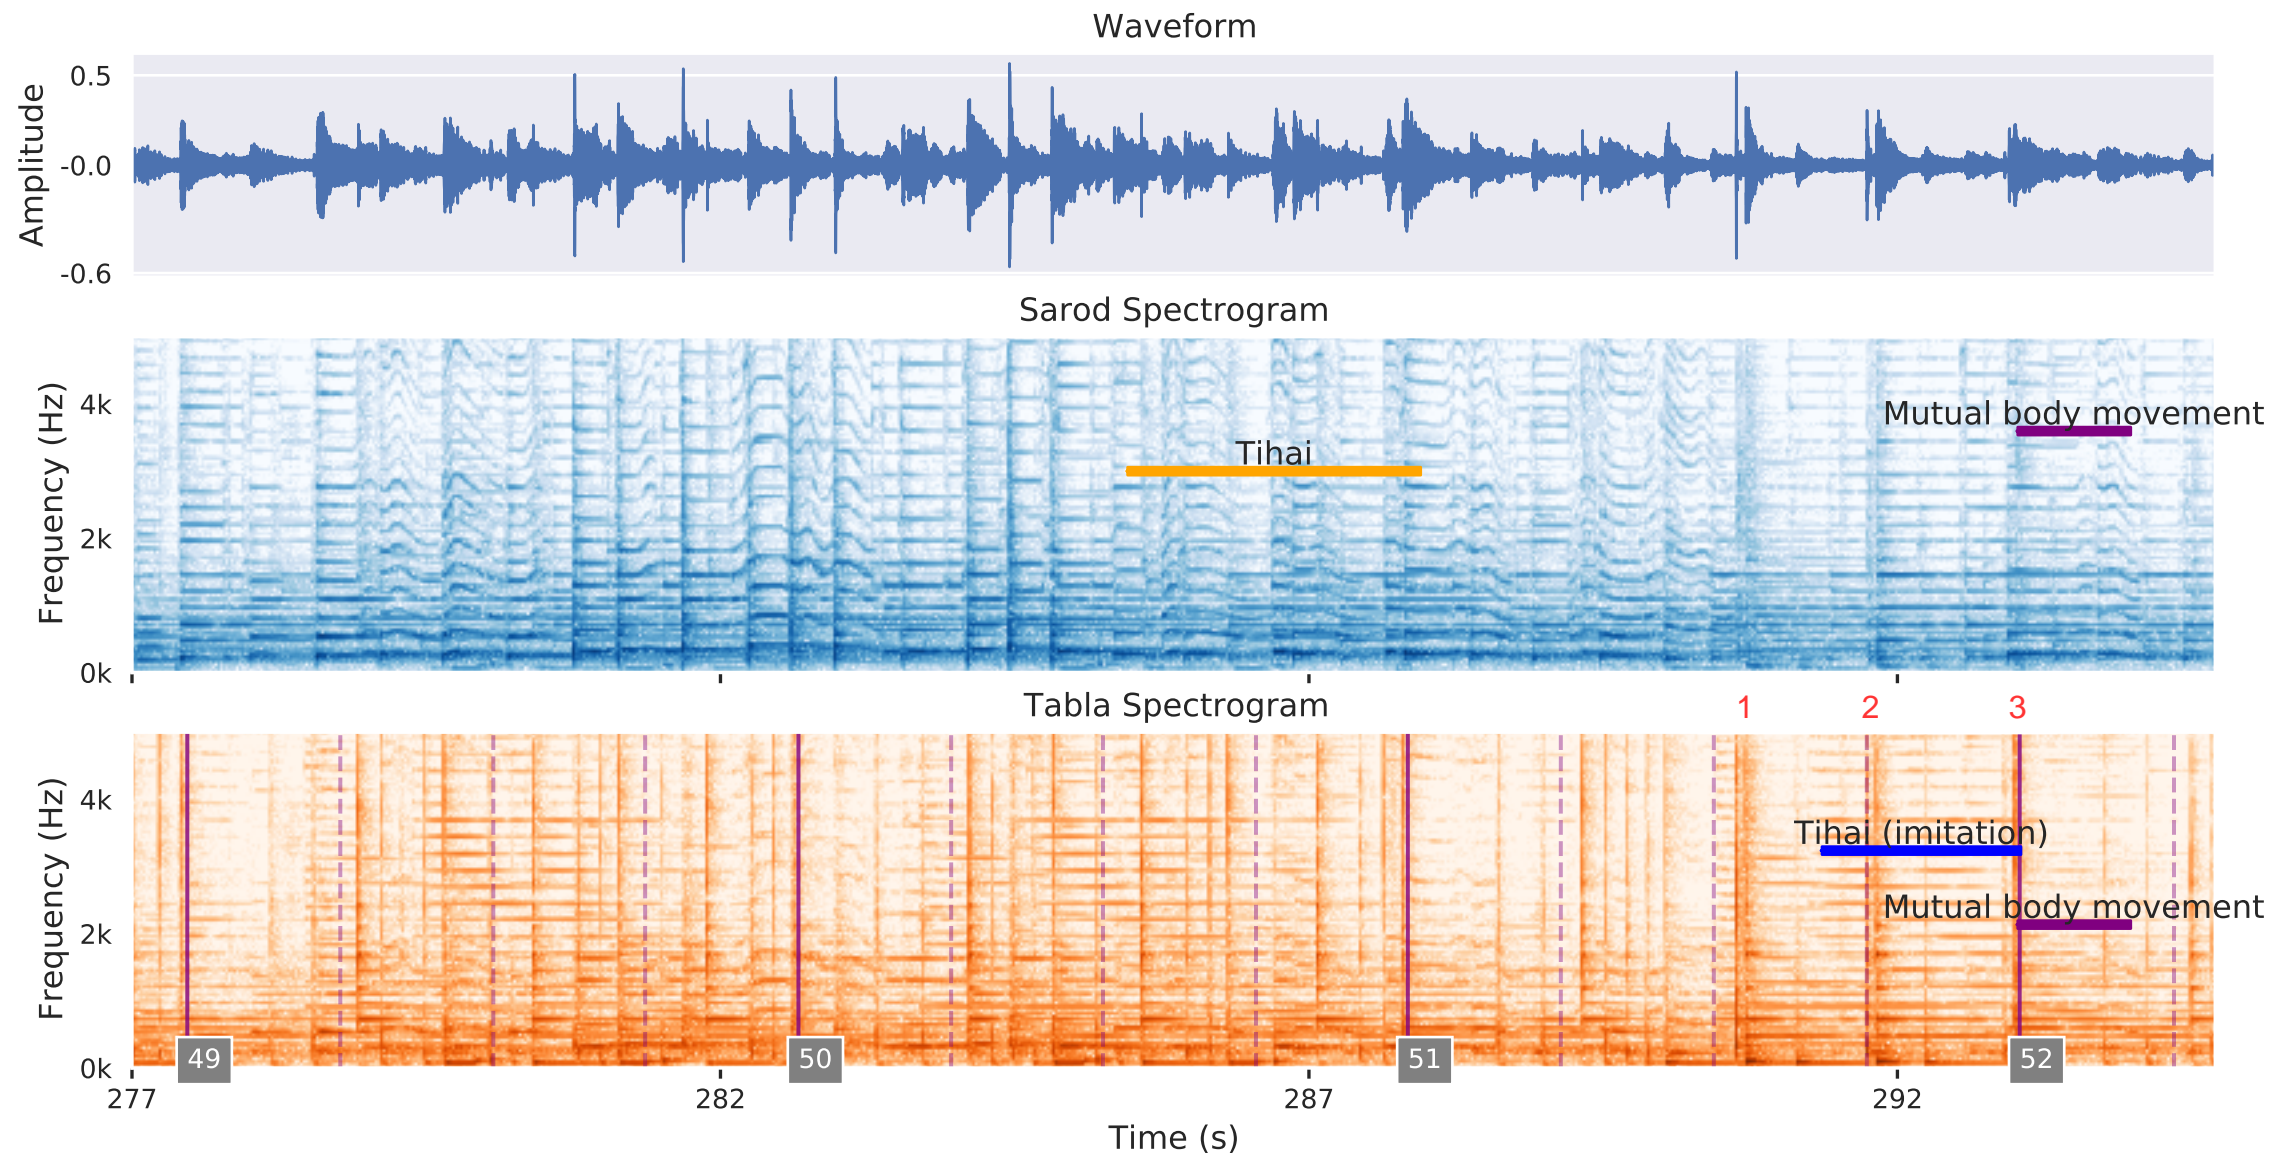 Waveform
Amplitude
0.5
-0.0
-0.6
Sarod Spectrogram
Frequency (Hz)
4k
2k
0k
Mutual body movement
Tihai
Tabla Spectrogram
1 2 3
Frequency (Hz)
4k
2k
0k
Tihai (imitation)
Mutual body movement
49 50 51 52
277 282 287 292
Time (s)